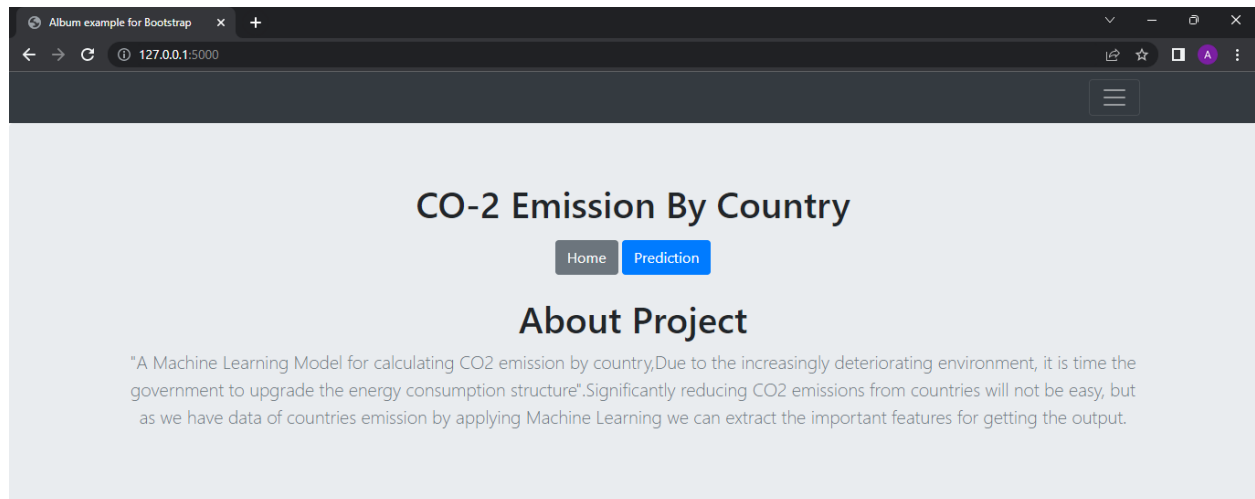 Album example for Bootstrap
127.0.0.1:5000
A
CO-2 Emission By Country
Home Prediction
About Project
"A Machine Learning Model for calculating CO2 emission by country,Due to the increasingly deteriorating environment, it is time the
government to upgrade the energy consumption structure".Significantly reducing CO2 emissions from countries will not be easy, but
as we have data of countries emission by applying Machine Learning we can extract the important features for getting the output.